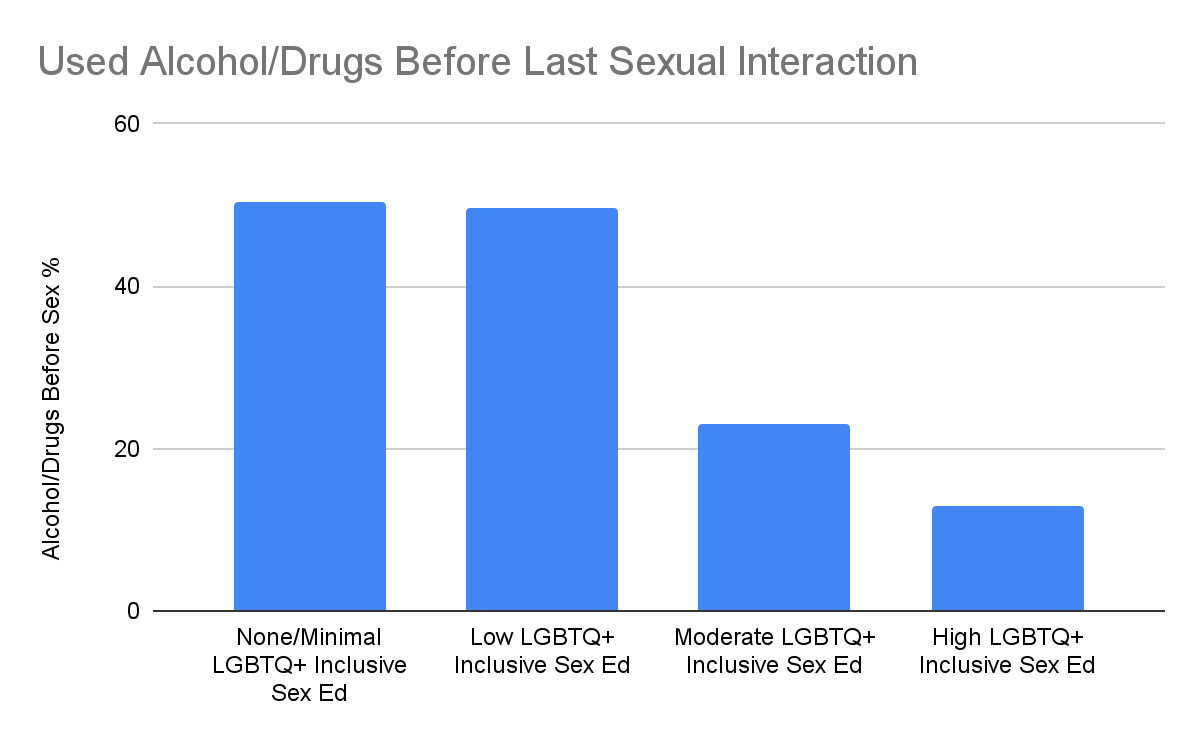 Used Alcohol/Drugs Before Last Sexual Interaction
Alcohol/Drugs Before Sex %
60
40
20
0
None/Minimal
LGBTQ+ Inclusive
Sex Ed
Low LGBTQ+
Inclusive Sex Ed
Moderate LGBTQ+
Inclusive Sex Ed
High LGBTQ+
Inclusive Sex Ed